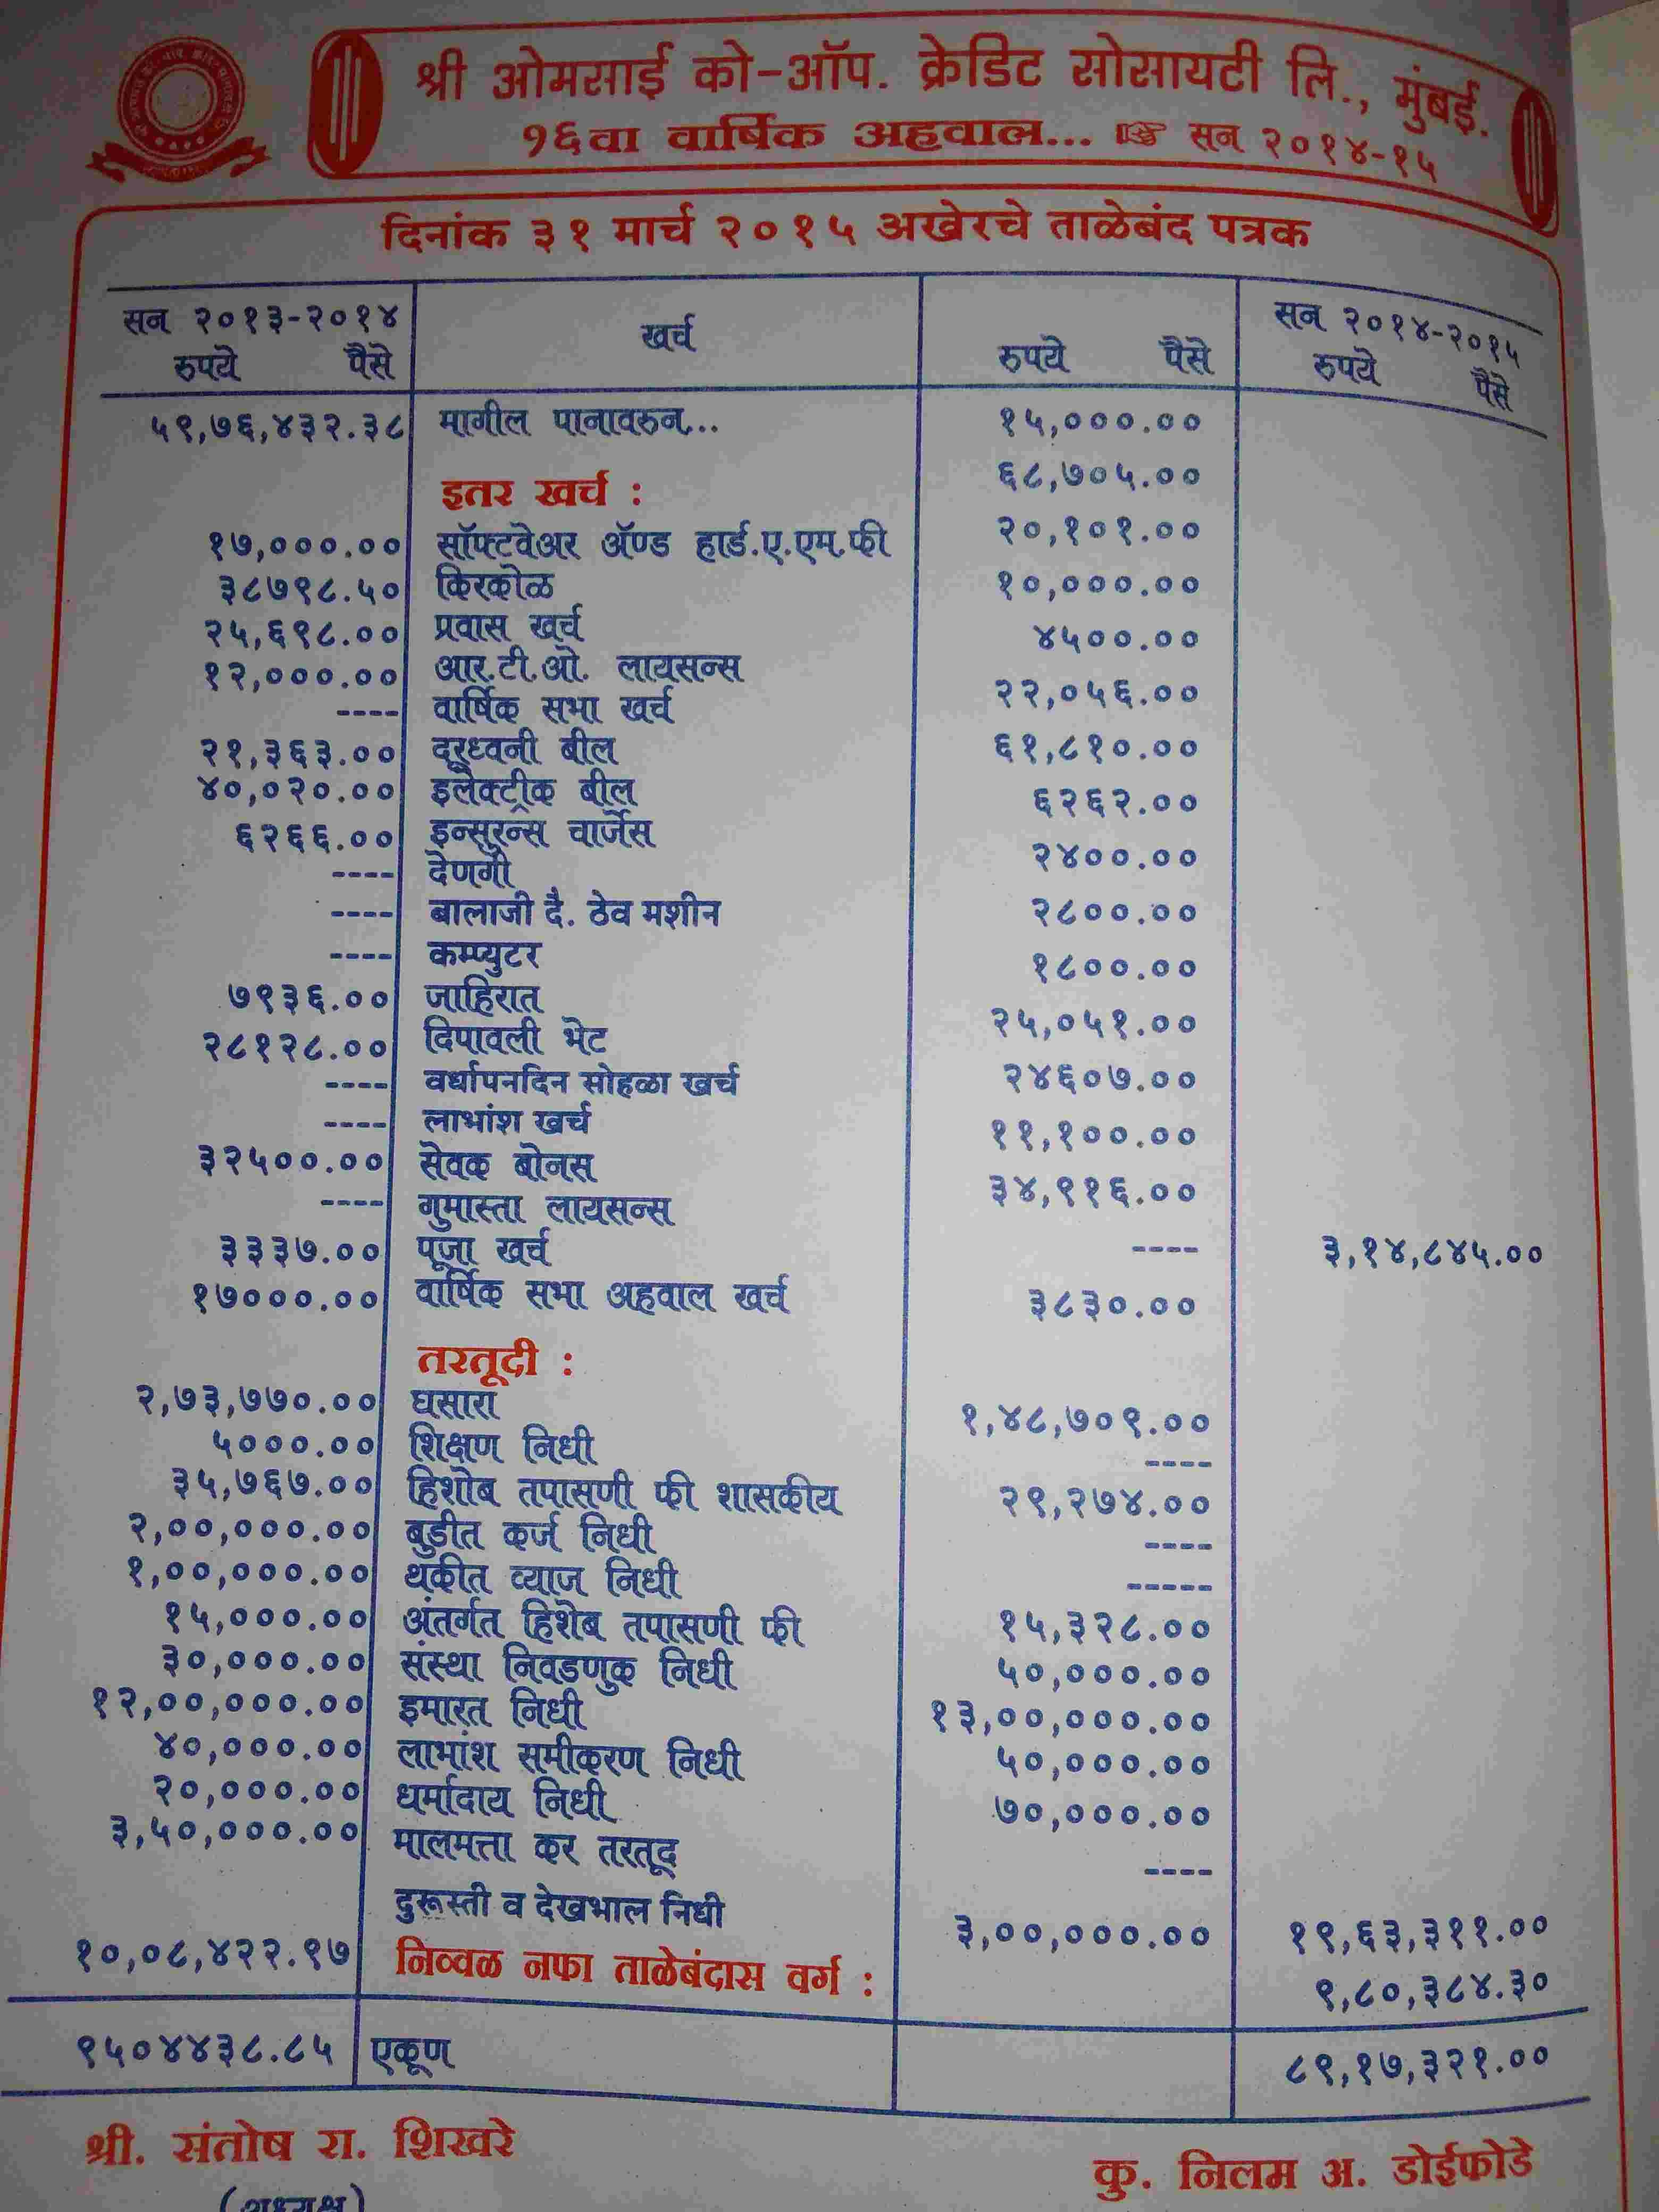 श्री ओमसाई को-ऑप. क्रेडिट सोसायटी लि., मुंबई.
१६वा वार्षिक अहवाल... ☞ सन २०१४-१५
दिनांक ३१ मार्च २०१५ अखेरचे ताळेबंद पत्रक
सन २०१३-२०१४ खर्च सन २०१४-२०१५
रुपये पैसे रुपये पैसे रुपये पैसे
५९,७६,४३२.३८ मागील पानावरुन... १५,०००.००
इतर खर्च : ६८,७०५.००
१७,०००.०० सॉफ्टवेअर ॲण्ड हार्ड.ए.एम.फी २०,१०१.००
३८७९८.५० किरकोळ १०,०००.००
२५,६९८.०० प्रवास खर्च ४५००.००
१२,०००.०० आर.टी.ओ. लायसन्स २२,०५६.००
---- वार्षिक सभा खर्च
२१,३६३.०० दूरध्वनी बील ६१,८१०.००
४०,०२०.०० इलेक्ट्रीक बील ६२६२.००
६२६६.०० इन्सुरन्स चार्जेस २४००.००
---- देणगी
---- बालाजी दै. ठेव मशीन २८००.००
---- कम्प्युटर १८००.००
७९३६.०० जाहिरात २५,०५१.००
२८१२८.०० दिपावली भेट
---- वर्धापनदिन सोहळा खर्च २४६०७.००
---- लाभांश खर्च ११,१००.००
३२५००.०० सेवक बोनस ३४,९१६.००
---- गुमास्ता लायसन्स
३३३७.०० पूजा खर्च ---- ३,१४,८४५.००
१७०००.०० वार्षिक सभा अहवाल खर्च ३८३०.००
तरतूदी :
२,७३,७७०.०० घसारा १,४८,७०९.००
५०००.०० शिक्षण निधी ----
३५,७६७.०० हिशोब तपासणी फी शासकीय २९,२७४.००
२,००,०००.०० बुडीत कर्ज निधी ----
१,००,०००.०० थकीत व्याज निधी -----
१५,०००.०० अंतर्गत हिशेब तपासणी फी १५,३२८.००
३०,०००.०० संस्था निवडणुक निधी ५०,०००.००
१२,००,०००.०० इमारत निधी १३,००,०००.००
४०,०००.०० लाभांश समीकरण निधी ५०,०००.००
२०,०००.०० धर्मादाय निधी ७०,०००.००
३,५०,०००.०० मालमत्ता कर तरतूद ----
दुरूस्ती व देखभाल निधी ३,००,०००.०० १९,६३,३११.००
१०,०८,४२२.९७ निव्वळ नफा ताळेबंदास वर्ग : ९,८०,३८४.३०
९५०४४३८.८५ एकूण ८९,१७,३२१.००
श्री. संतोष रा. शिखरे कु. निलम अ. डोईफोडे
(अध्यक्ष)